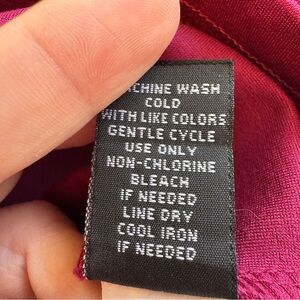 MACHINE WASH
COLD
WITH LIKE COLORS
GENTLE CYCLE
USE ONLY
NON-CHLORINE
BLEACH
IF NEEDED
LINE DRY
COOL IRON
IF NEEDED